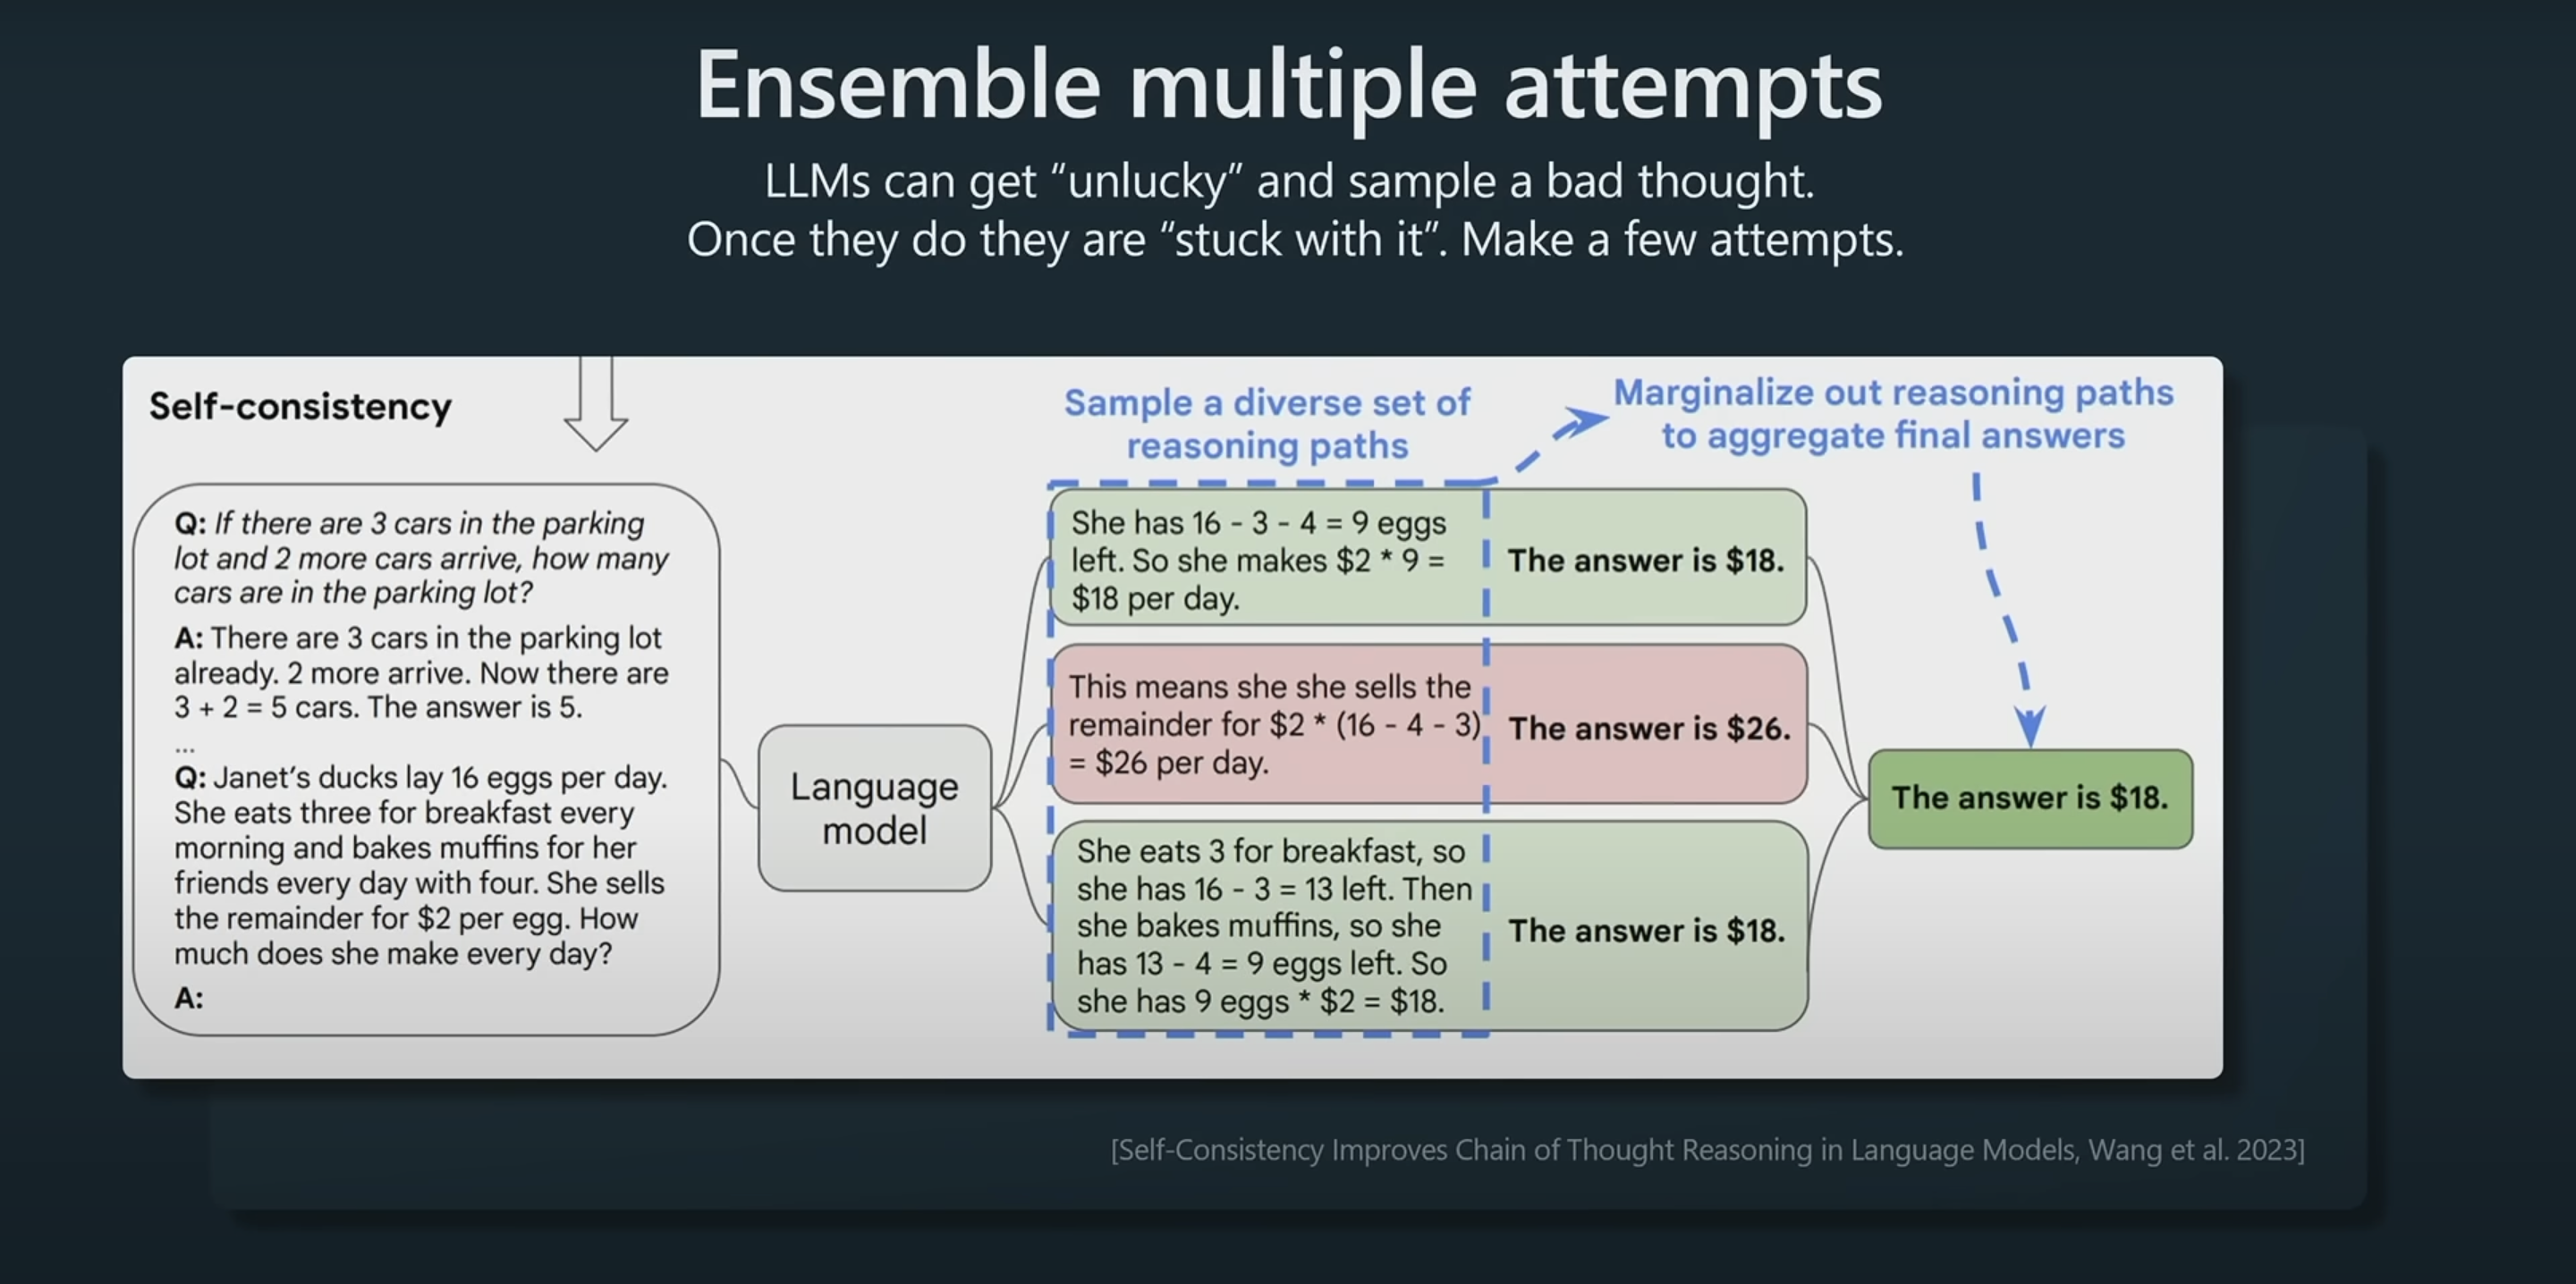 Ensemble multiple attempts
LLMs can get “unlucky” and sample a bad thought.
Once they do they are “stuck with it”. Make a few attempts.
Self-consistency
Q: If there are 3 cars in the parking
lot and 2 more cars arrive, how many
cars are in the parking lot?
A: There are 3 cars in the parking lot
already. 2 more arrive. Now there are
3 + 2 = 5 cars. The answer is 5.
...
Q: Janet’s ducks lay 16 eggs per day.
She eats three for breakfast every
morning and bakes muffins for her
friends every day with four. She sells
the remainder for $2 per egg. How
much does she make every day?
A:
Language
model
Sample a diverse set of
reasoning paths
She has 16 - 3 - 4 = 9 eggs
left. So she makes $2 * 9 =
$18 per day.
The answer is $18.
This means she she sells the
remainder for $2 * (16 - 4 - 3)
= $26 per day.
The answer is $26.
She eats 3 for breakfast, so
she has 16 - 3 = 13 left. Then
she bakes muffins, so she
has 13 - 4 = 9 eggs left. So
she has 9 eggs * $2 = $18.
The answer is $18.
Marginalize out reasoning paths
to aggregate final answers
The answer is $18.
[Self-Consistency Improves Chain of Thought Reasoning in Language Models, Wang et al. 2023]